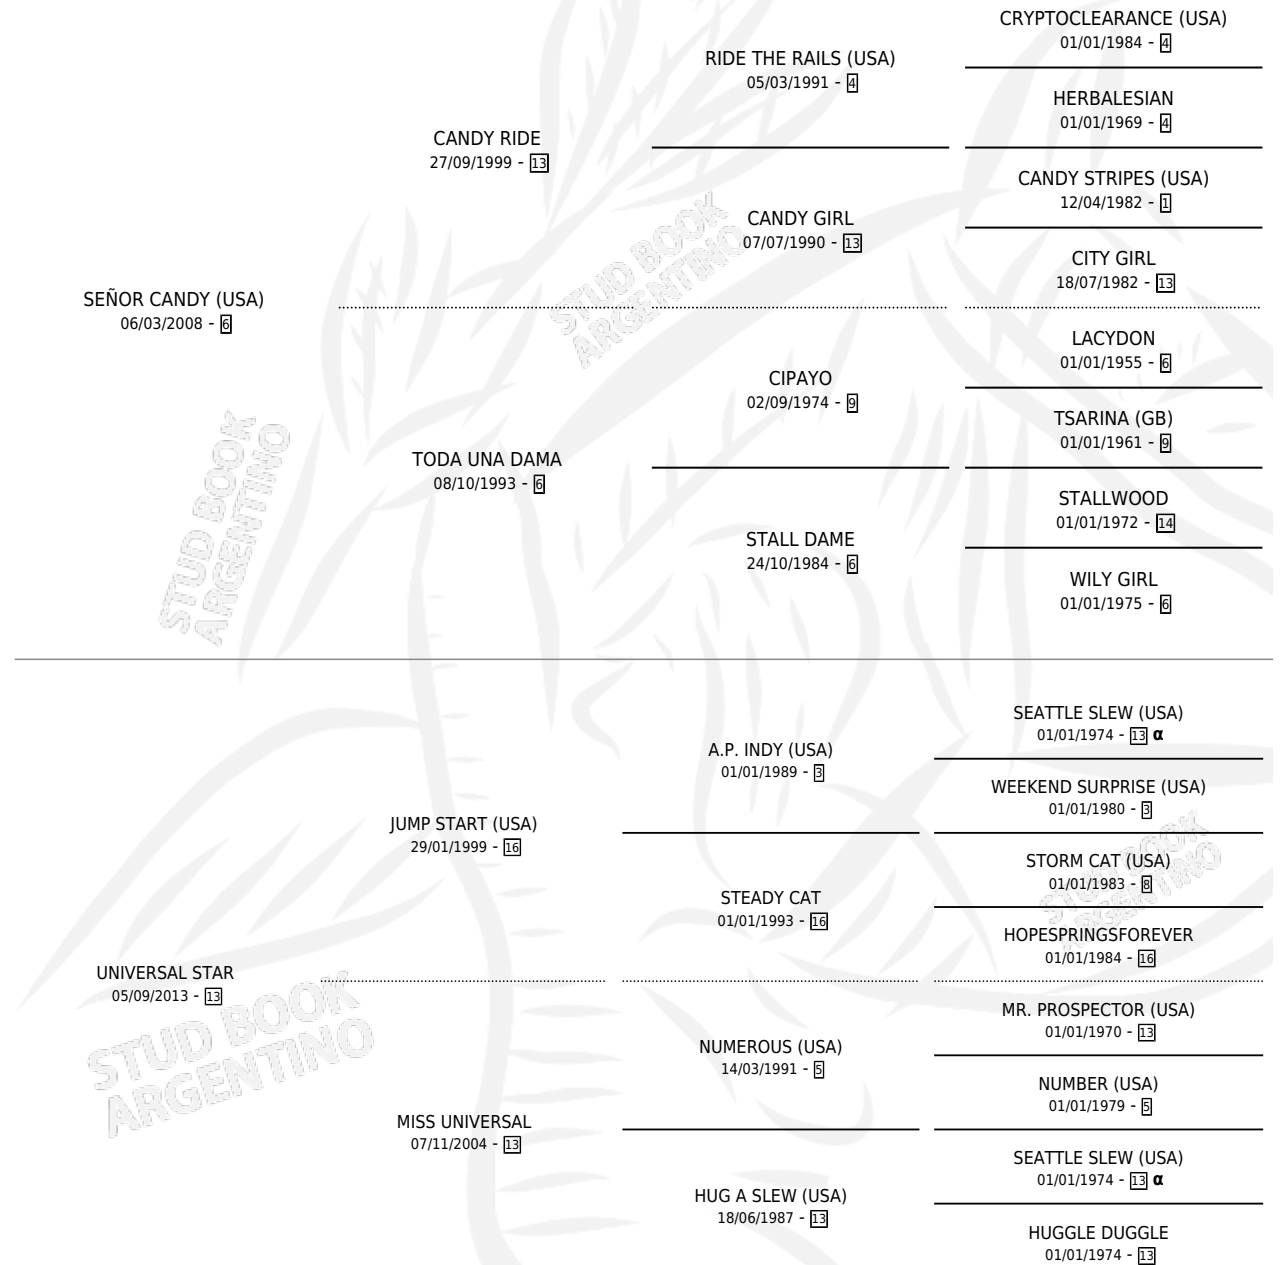 CRYPTOCLEARANCE (USA)
01/01/1984 - 4
RIDE THE RAILS (USA)
05/03/1991 - 4
HERBALESIAN
01/01/1969 - 4
CANDY RIDE
27/09/1999 - 13
CANDY STRIPES (USA)
12/04/1982 - 1
CANDY GIRL
07/07/1990 - 13
CITY GIRL
18/07/1982 - 13
SEÑOR CANDY (USA)
06/03/2008 - 6
LACYDON
01/01/1955 - 6
CIPAYO
02/09/1974 - 9
TSARINA (GB)
01/01/1961 - 9
TODA UNA DAMA
08/10/1993 - 6
STALLWOOD
01/01/1972 - 14
STALL DAME
24/10/1984 - 6
WILY GIRL
01/01/1975 - 6
SEATTLE SLEW (USA)
01/01/1974 - 13 α
A.P. INDY (USA)
01/01/1989 - 3
WEEKEND SURPRISE (USA)
01/01/1980 - 3
JUMP START (USA)
29/01/1999 - 16
STORM CAT (USA)
01/01/1983 - 8
STEADY CAT
01/01/1993 - 16
HOPESPRINGSFOREVER
01/01/1984 - 16
UNIVERSAL STAR
05/09/2013 - 13
MR. PROSPECTOR (USA)
01/01/1970 - 13
NUMEROUS (USA)
14/03/1991 - 5
NUMBER (USA)
01/01/1979 - 5
MISS UNIVERSAL
07/11/2004 - 13
SEATTLE SLEW (USA)
01/01/1974 - 13 α
HUG A SLEW (USA)
18/06/1987 - 13
HUGGLE DUGGLE
01/01/1974 - 13
STUD BOOK
ARGENTINO
STUD BOOK
ARGENTINO
STUD BOOK
ARGENTINO
STUD BOOK
ARGENTINO